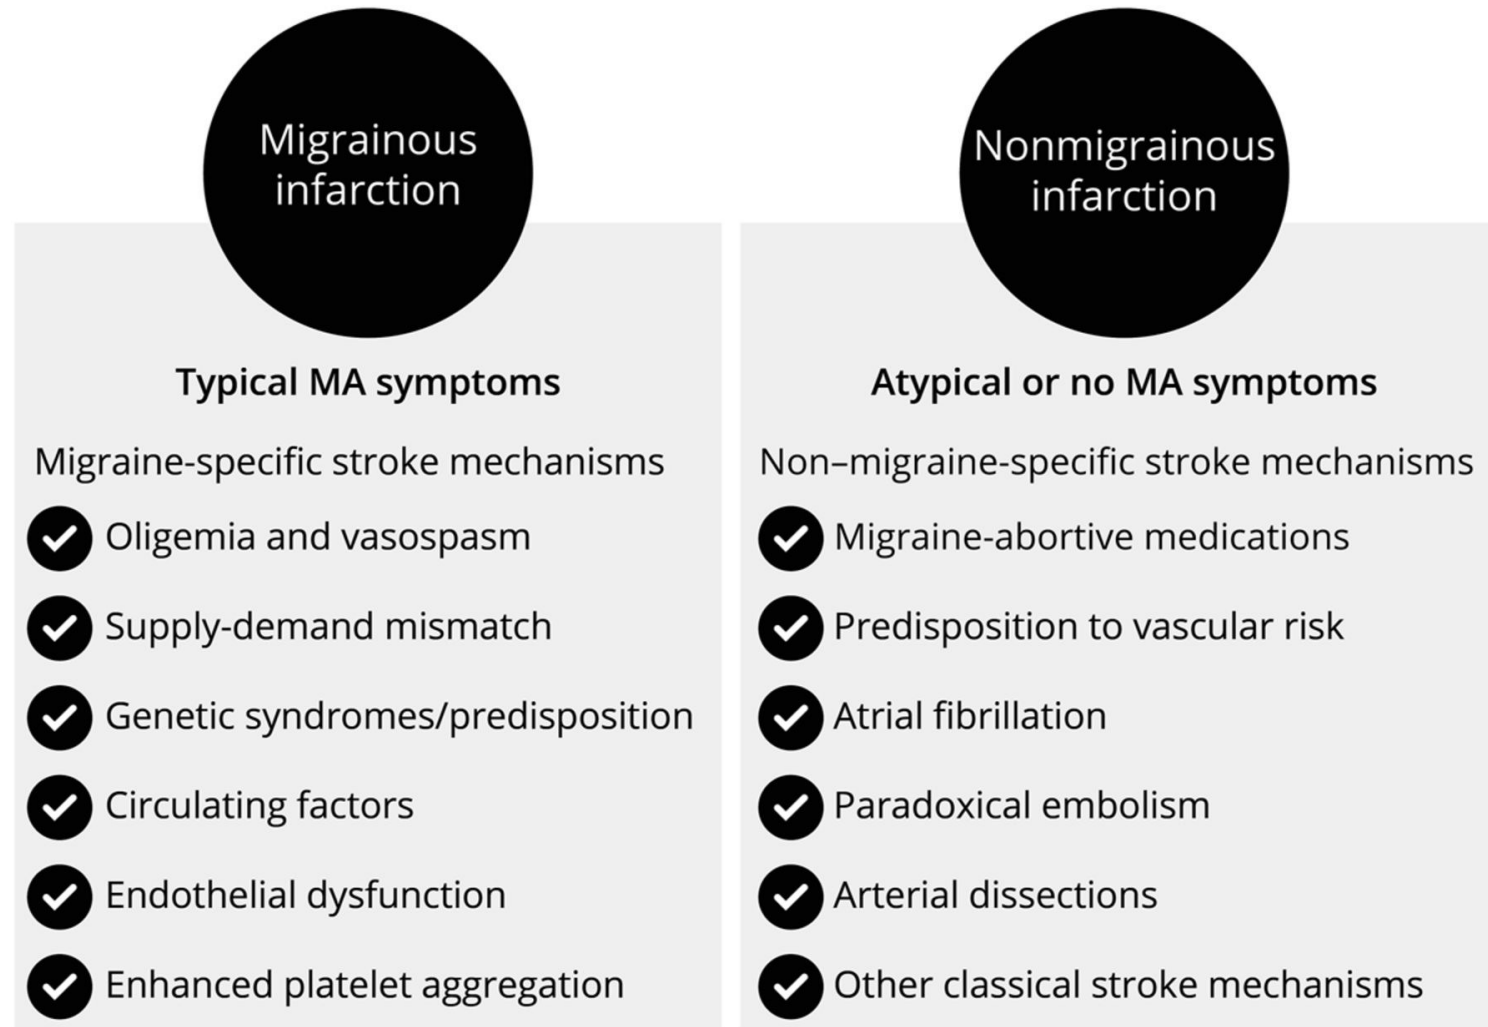 Migrainous
infarction
Typical MA symptoms
Migraine-specific stroke mechanisms
Oligemia and vasospasm
Supply-demand mismatch
Genetic syndromes/predisposition
Circulating factors
Endothelial dysfunction
Enhanced platelet aggregation
Nonmigrainous
infarction
Atypical or no MA symptoms
Non–migraine-specific stroke mechanisms
Migraine-abortive medications
Predisposition to vascular risk
Atrial fibrillation
Paradoxical embolism
Arterial dissections
Other classical stroke mechanisms